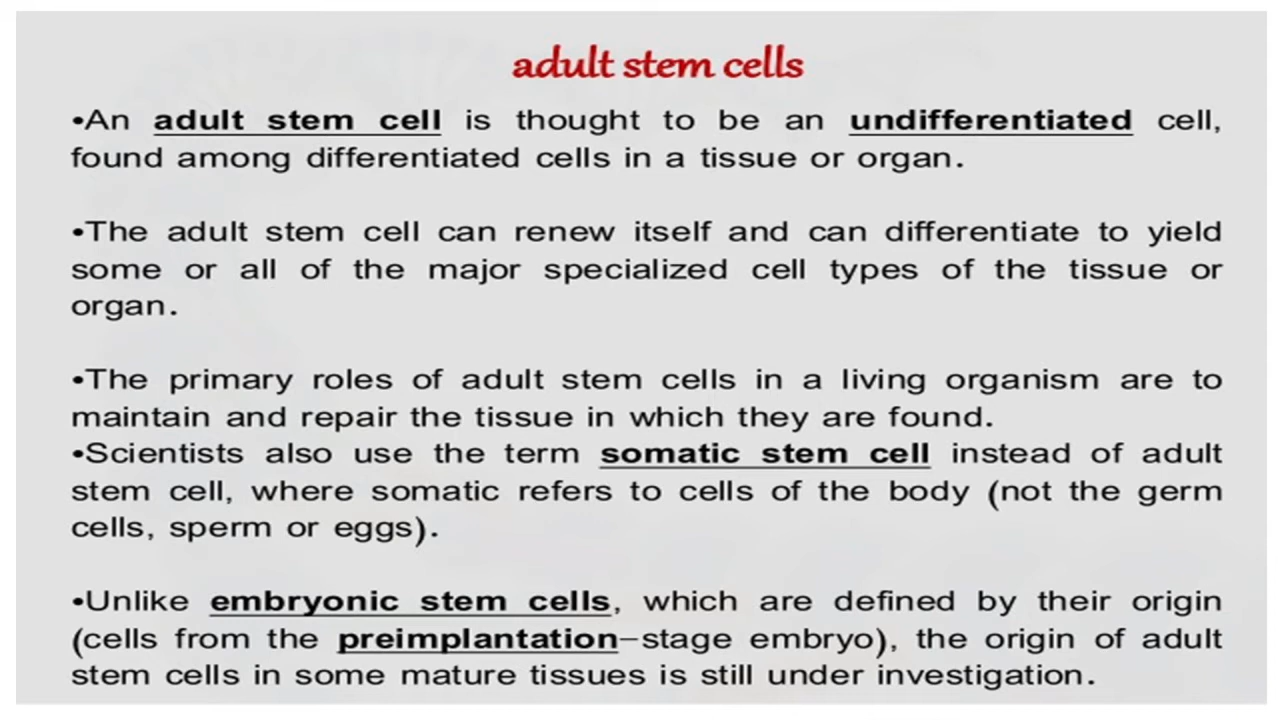 adult stem cells
•An adult stem cell is thought to be an undifferentiated cell,
found among differentiated cells in a tissue or organ.
•The adult stem cell can renew itself and can differentiate to yield
some or all of the major specialized cell types of the tissue or
organ.
•The primary roles of adult stem cells in a living organism are to
maintain and repair the tissue in which they are found.
•Scientists also use the term somatic stem cell instead of adult
stem cell, where somatic refers to cells of the body (not the germ
cells, sperm or eggs).
•Unlike embryonic stem cells, which are defined by their origin
(cells from the preimplantation–stage embryo), the origin of adult
stem cells in some mature tissues is still under investigation.